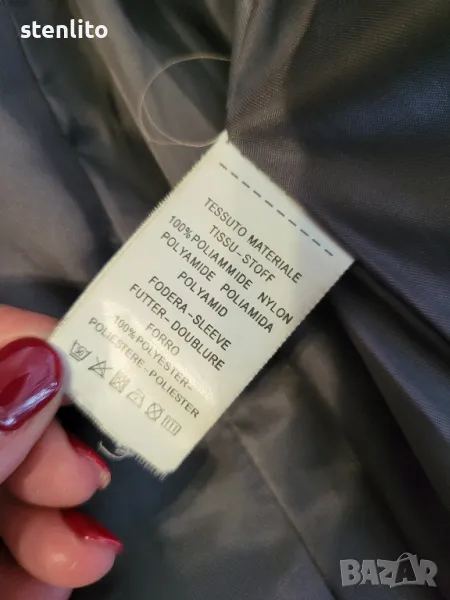 stenlito
TESSUTO MATERIALE
TISSU-STOFF
100% POLIAMMIDE NYLON
POLYAMIDE POLIAMIDA
POLYAMID
FODERA-SLEEVE
FUTTER-DOUBLURE
FORRO
100% POLYESTER-
POLIESTERE-POLIESTER
BAZAR